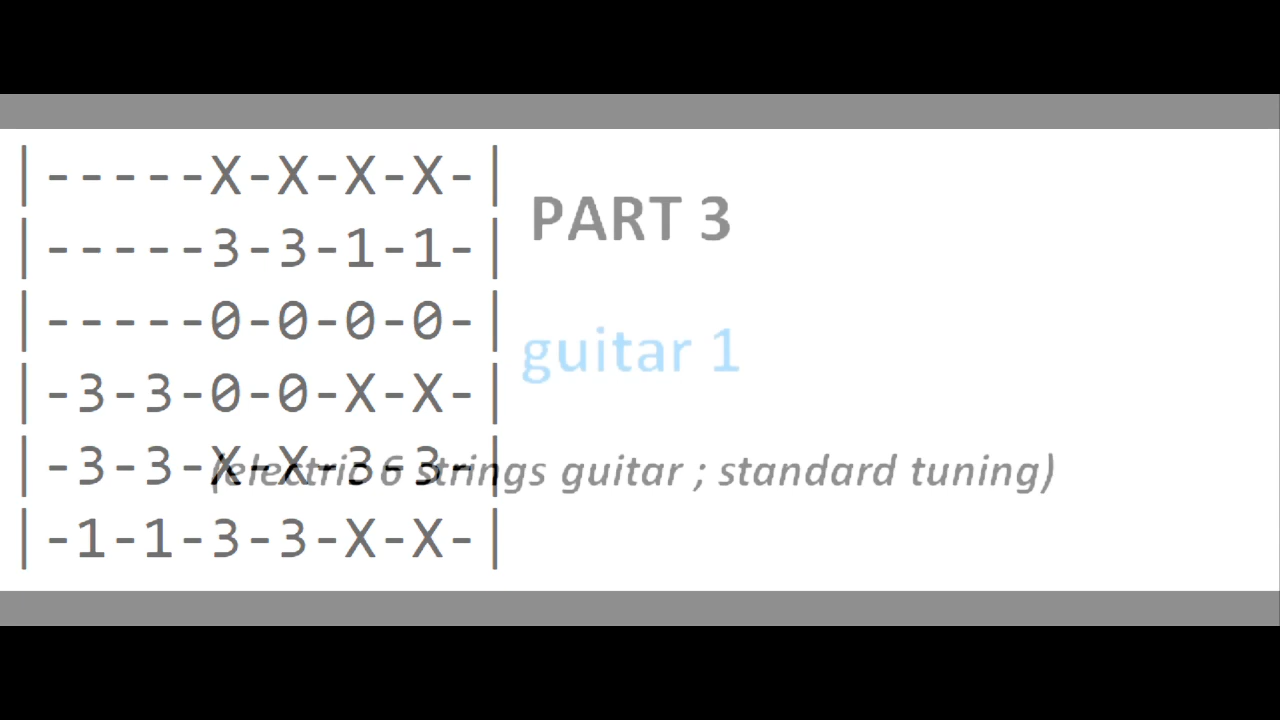 |-----X-X-X-X-|
|-----3-3-1-1-|
|-----0-0-0-0-|
|-3-3-0-0-X-X-|
|-3-3-X-X-3-3-|
|-1-1-3-3-X-X-|
PART 3
guitar 1
(electric 6 strings guitar ; standard tuning)